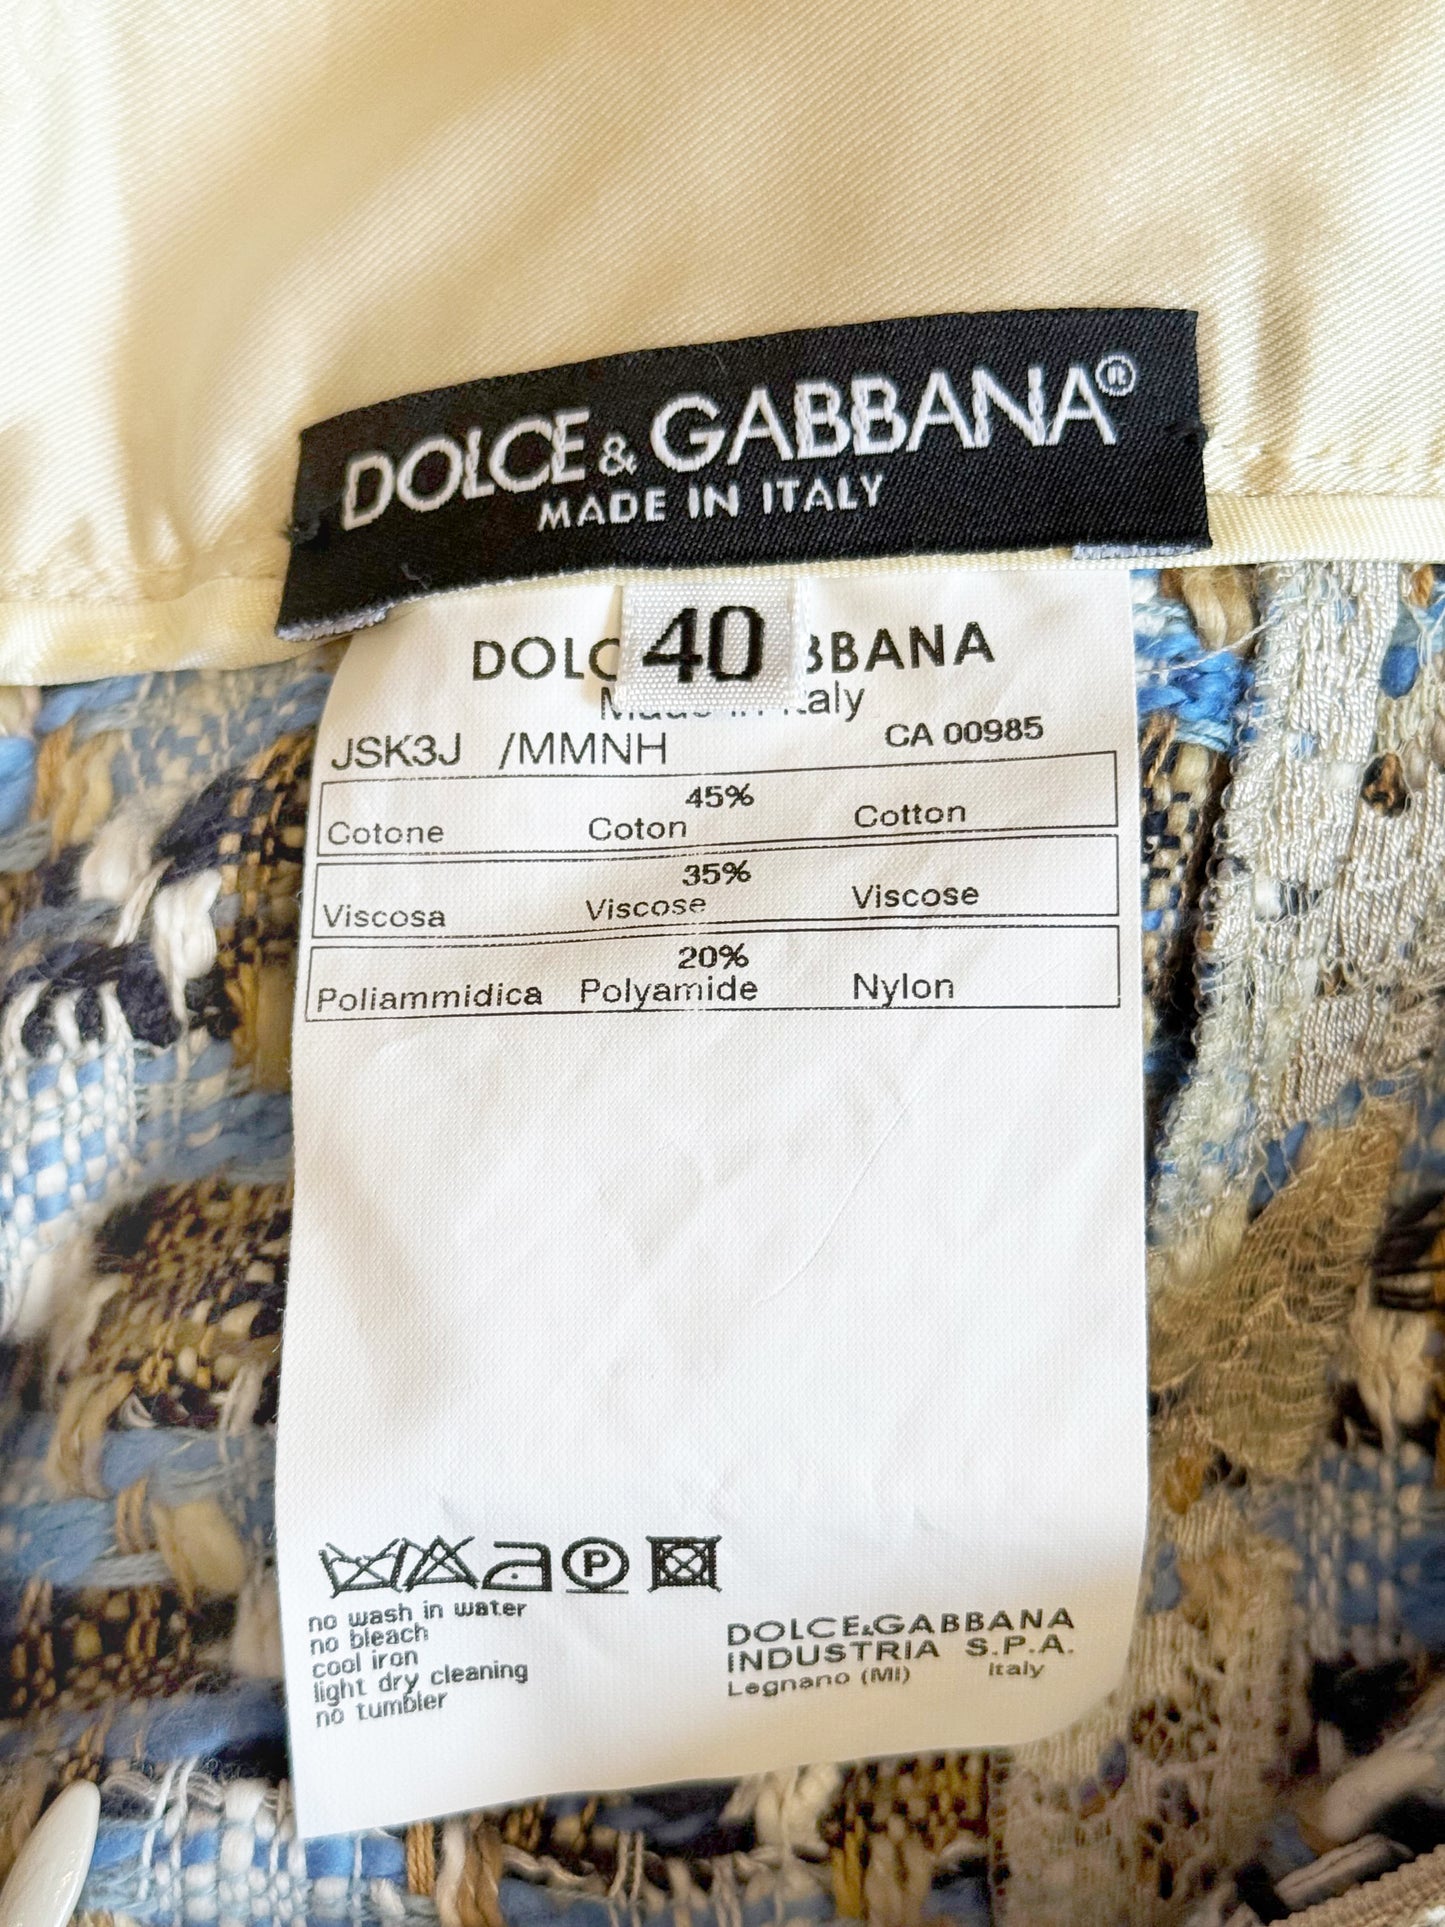 DOLCE & GABBANA®
MADE IN ITALY
40
DOLC BBANA
aly
JSK3J /MMNH CA 00985
45%
Cotone Coton Cotton
35%
Viscosa Viscose Viscose
20%
Poliammidica Polyamide Nylon
P
no wash in water
no bleach
cool iron
light dry cleaning
no tumbler
DOLCE&GABBANA
INDUSTRIA S.P.A.
Legnano (MI) Italy